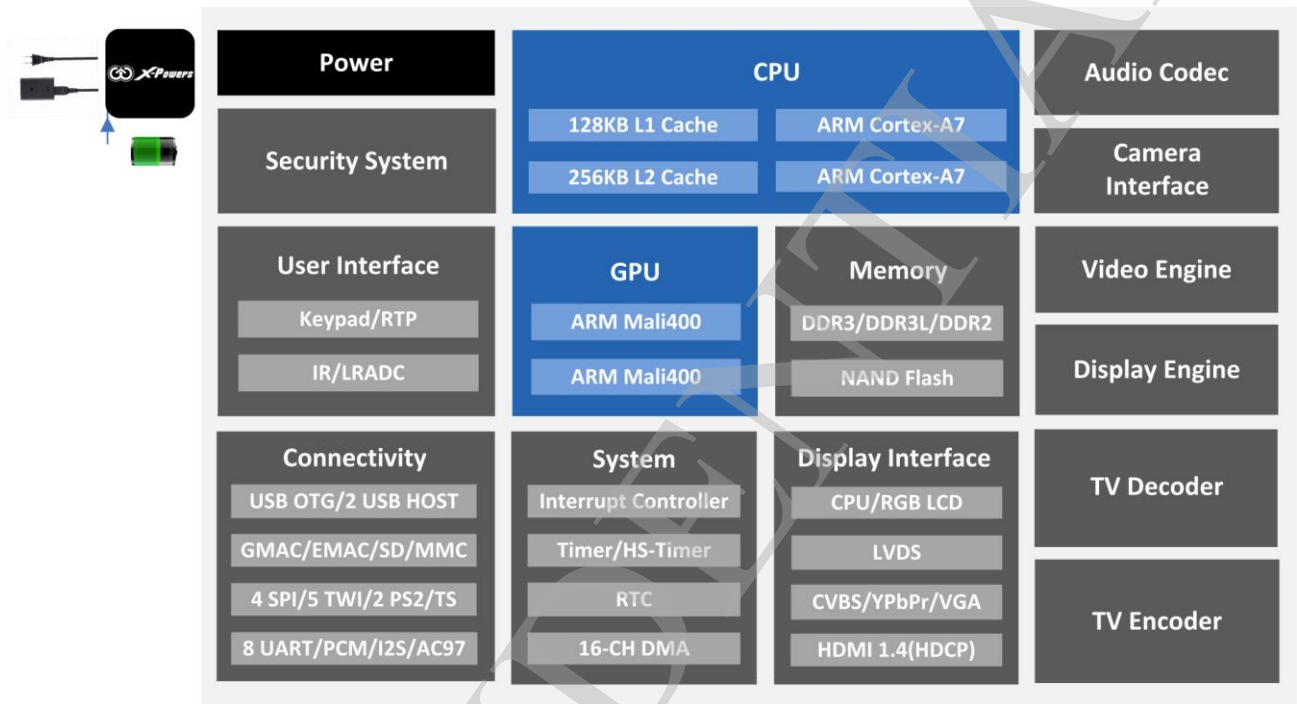 X-Powers
Power
Security System
CPU
128KB L1 Cache
ARM Cortex-A7
256KB L2 Cache
ARM Cortex-A7
Audio Codec
Camera
Interface
User Interface
Keypad/RTP
IR/LRADC
GPU
ARM Mali400
ARM Mali400
Memory
DDR3/DDR3L/DDR2
NAND Flash
Video Engine
Display Engine
Connectivity
USB OTG/2 USB HOST
GMAC/EMAC/SD/MMC
4 SPI/5 TWI/2 PS2/TS
8 UART/PCM/I2S/AC97
System
Interrupt Controller
Timer/HS-Timer
RTC
16-CH DMA
Display Interface
CPU/RGB LCD
LVDS
CVBS/YPbPr/VGA
HDMI 1.4(HDCP)
TV Decoder
TV Encoder
DENTIA